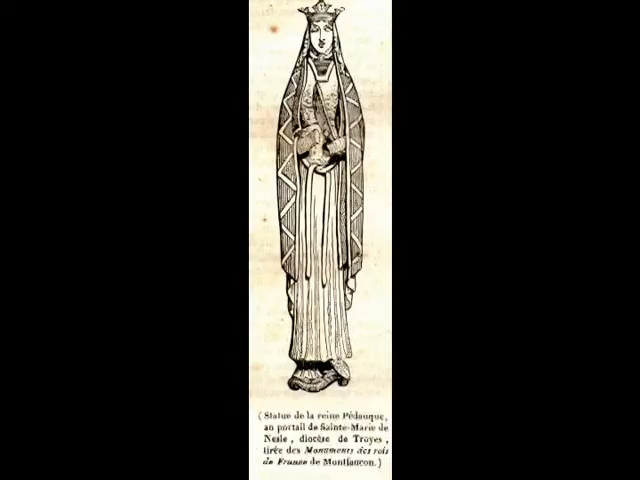 (Statue de la reine Pédauque,
au portail de Sainte-Marie de
Nesle, diocèse de Troyes,
tirée des Monuments des rois
de France de Montfaucon.)